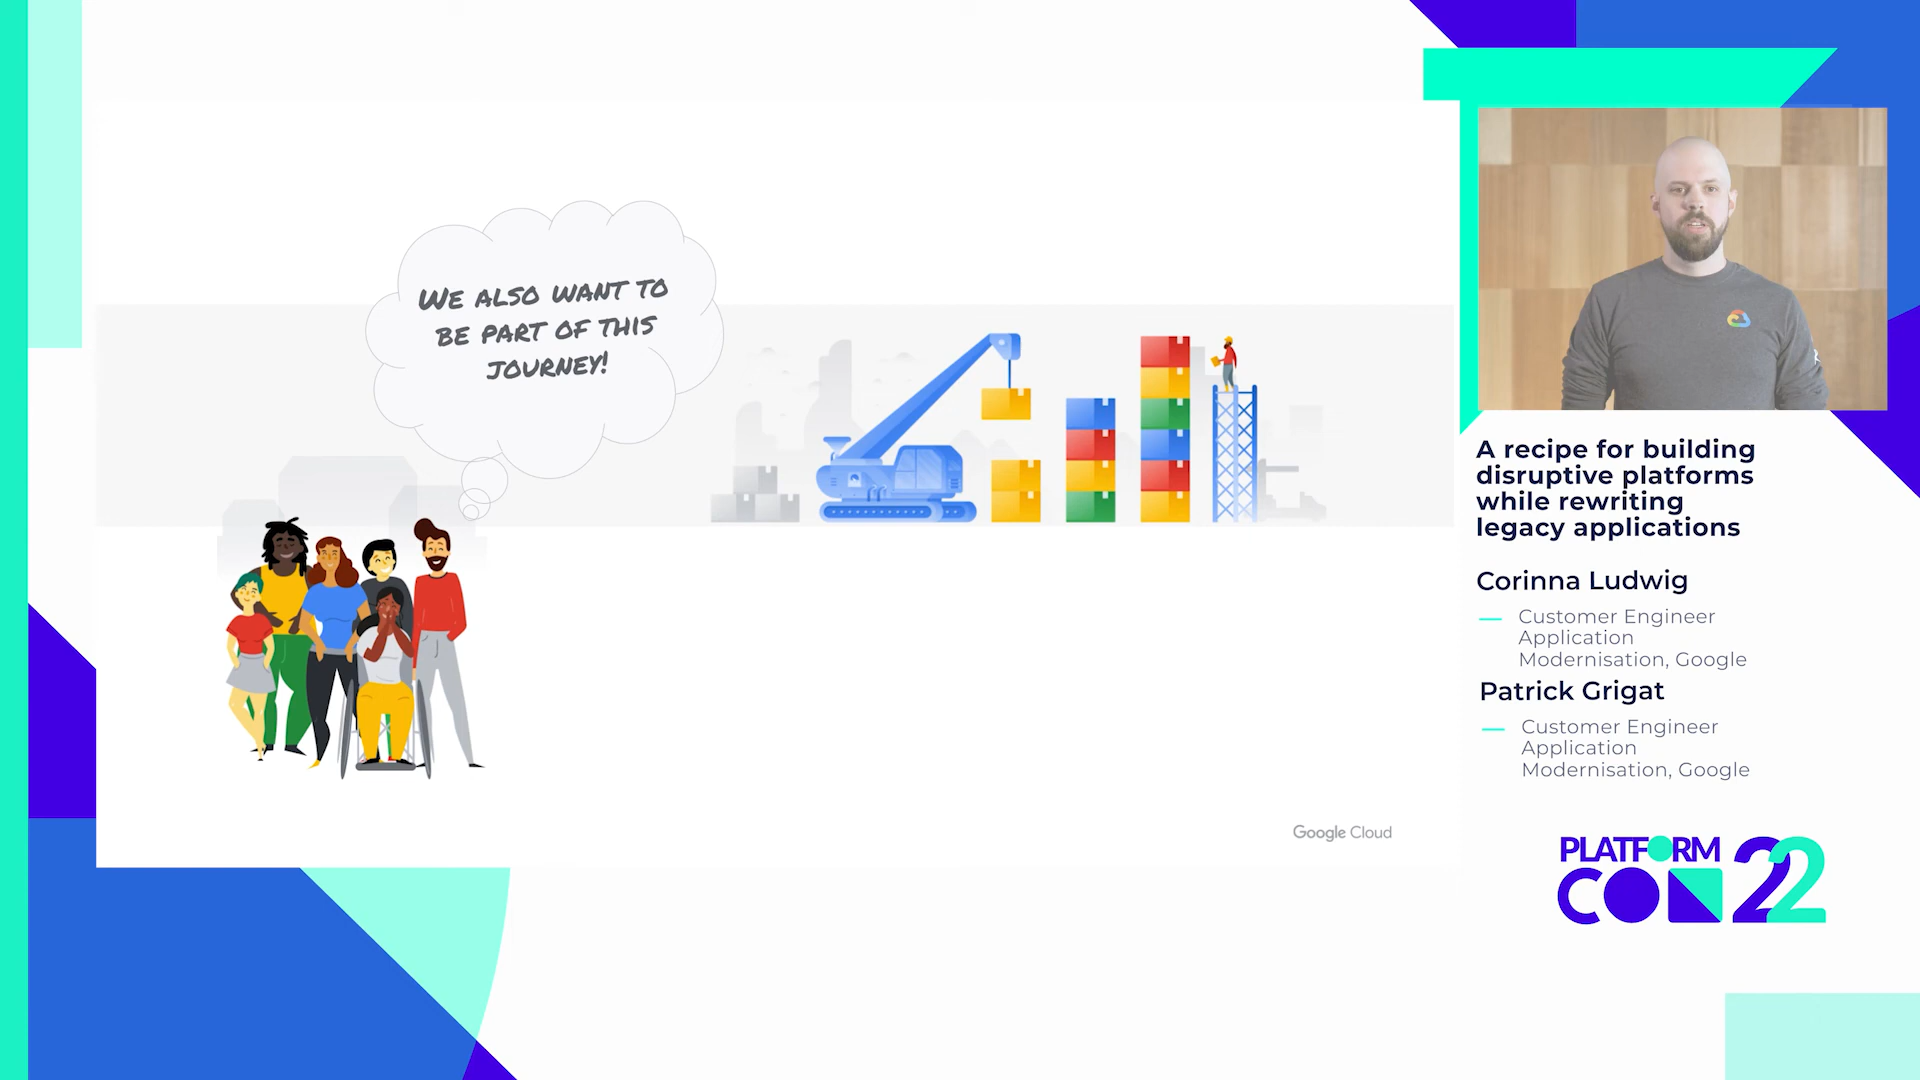 WE ALSO WANT TO
BE PART OF THIS
JOURNEY!
Google Cloud
A recipe for building
disruptive platforms
while rewriting
legacy applications
Corinna Ludwig
Customer Engineer
Application
Modernisation, Google
Patrick Grigat
Customer Engineer
Application
Modernisation, Google
PLATFORM
CON 22